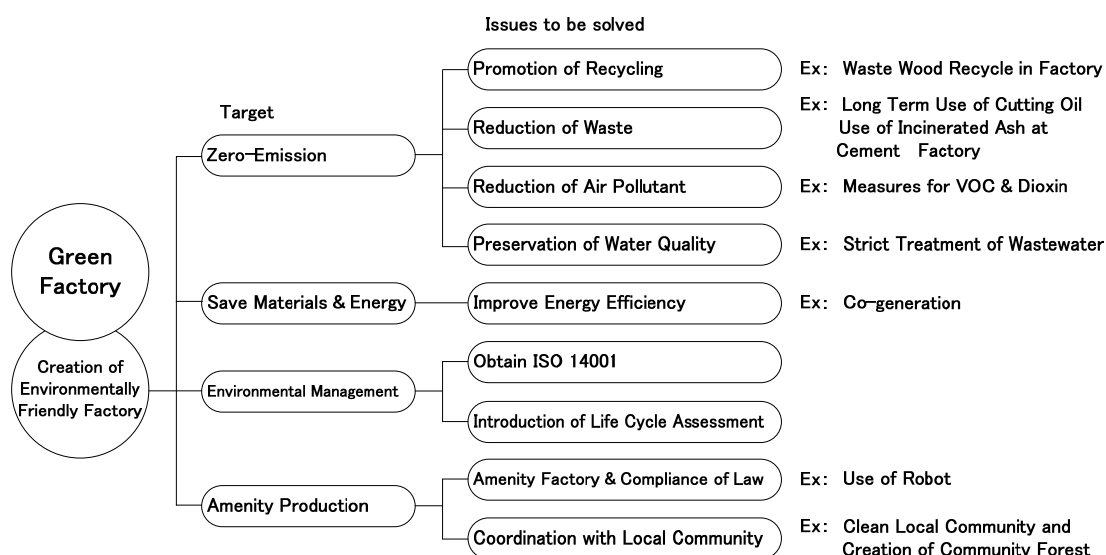 Issues to be solved
Promotion of Recycling
Ex: Waste Wood Recycle in Factory
Target
Reduction of Waste
Ex: Long Term Use of Cutting Oil
Use of Incinerated Ash at
Cement Factory
Zero-Emission
Reduction of Air Pollutant
Ex: Measures for VOC & Dioxin
Preservation of Water Quality
Ex: Strict Treatment of Wastewater
Green
Factory
Save Materials & Energy
Improve Energy Efficiency
Ex: Co-generation
Creation of
Environmentally
Friendly Factory
Environmental Management
Obtain ISO 14001
Introduction of Life Cycle Assessment
Amenity Production
Amenity Factory & Compliance of Law
Ex: Use of Robot
Coordination with Local Community
Ex: Clean Local Community and
Creation of Community Forest